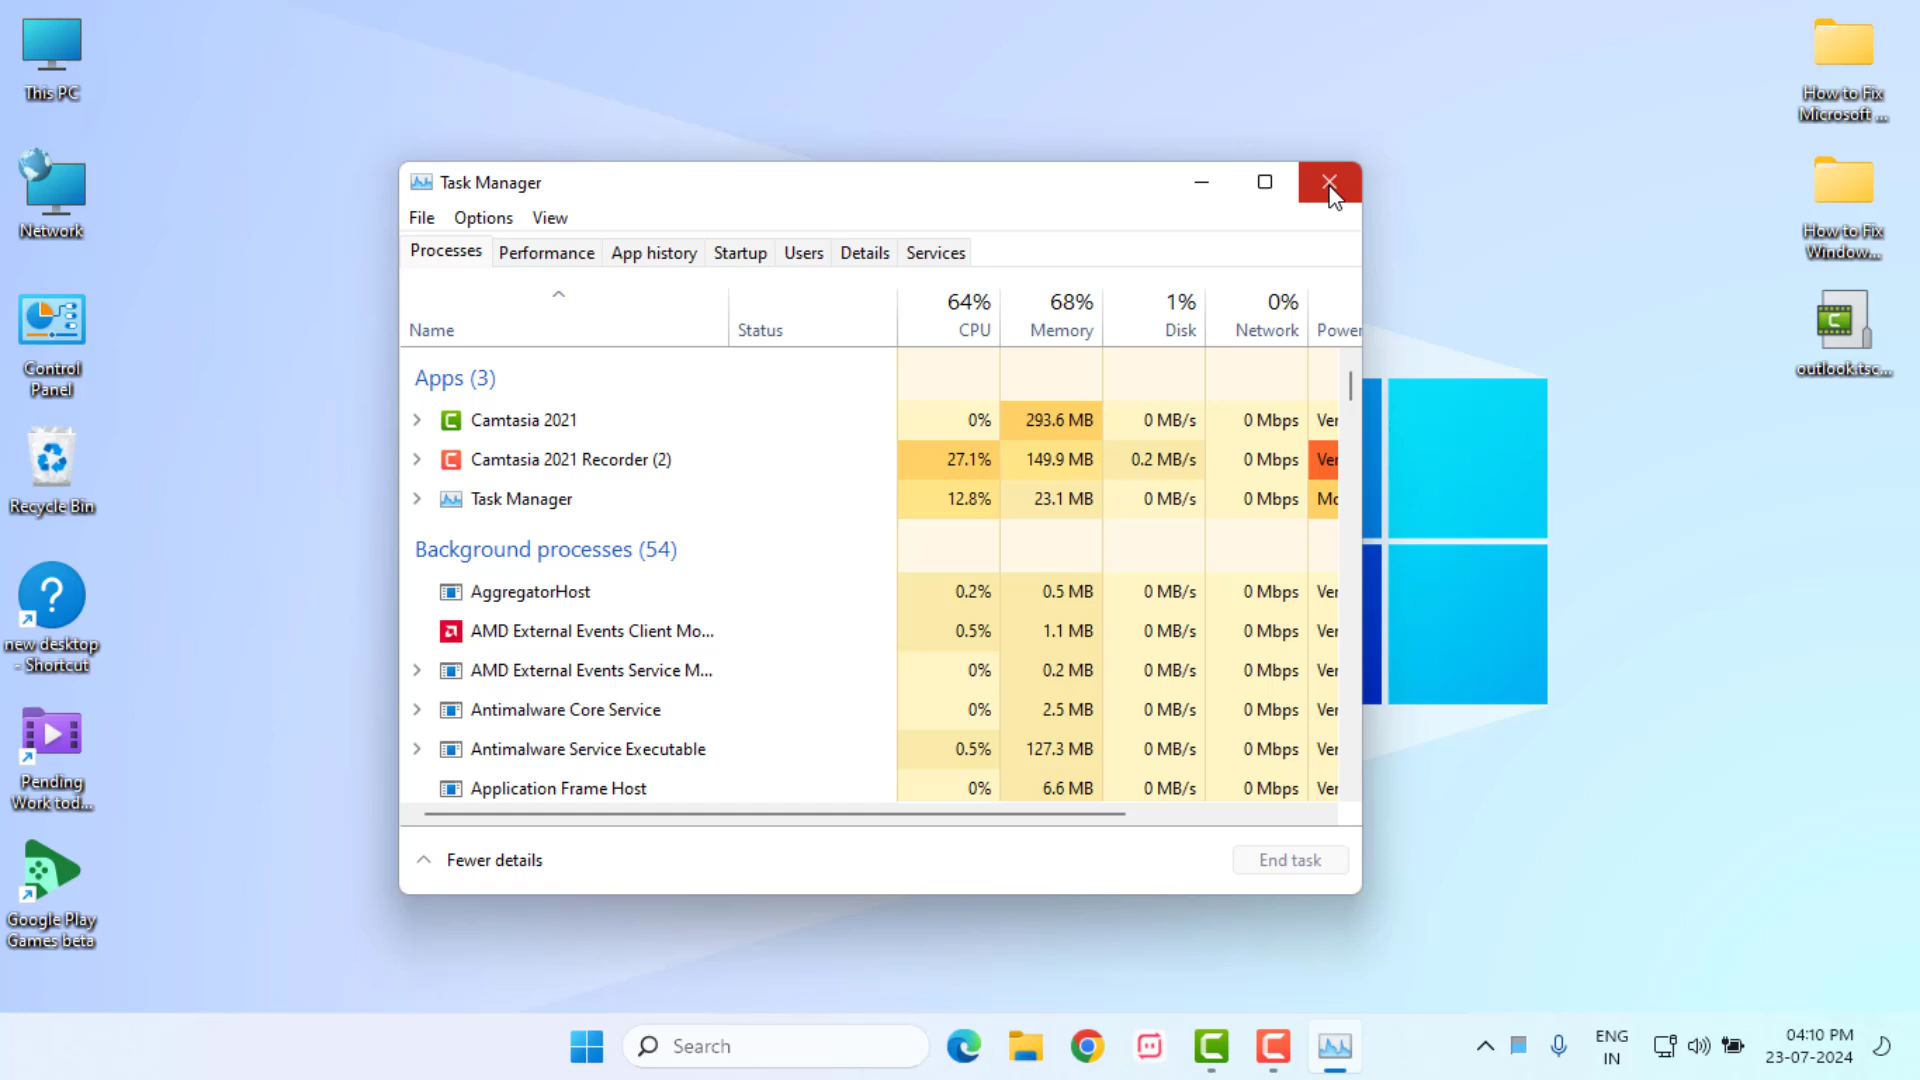 This PC
Network
Control
Panel
Recycle Bin
new desktop
- Shortcut
Pending
Work tod...
Google Play
Games beta
Task Manager
File Options View
Processes Performance App history Startup Users Details Services
64% 68% 1% 0%
Name Status CPU Memory Disk Network Power
Apps (3)
Camtasia 2021 0% 293.6 MB 0 MB/s 0 Mbps Ver
Camtasia 2021 Recorder (2) 27.1% 149.9 MB 0.2 MB/s 0 Mbps Ver
Task Manager 12.8% 23.1 MB 0 MB/s 0 Mbps Mo
Background processes (54)
AggregatorHost 0.2% 0.5 MB 0 MB/s 0 Mbps Ver
AMD External Events Client Mo... 0.5% 1.1 MB 0 MB/s 0 Mbps Ver
AMD External Events Service M... 0% 0.2 MB 0 MB/s 0 Mbps Ver
Antimalware Core Service 0% 2.5 MB 0 MB/s 0 Mbps Ver
Antimalware Service Executable 0.5% 127.3 MB 0 MB/s 0 Mbps Ver
Application Frame Host 0% 6.6 MB 0 MB/s 0 Mbps Ver
Fewer details End task
How to Fix
Microsoft ...
How to Fix
Window...
outlook.tsc...
Search
ENG
IN
04:10 PM
23-07-2024